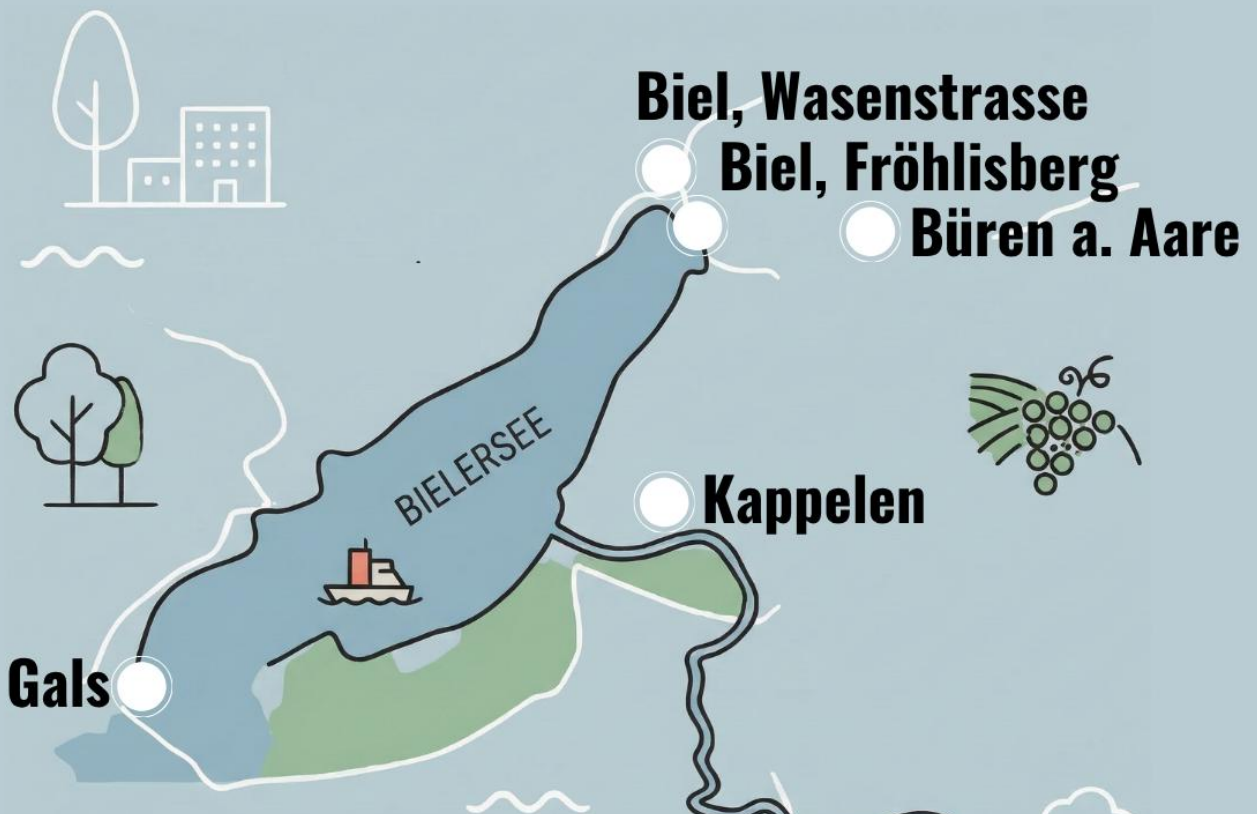 Biel, Wasenstrasse
Biel, Fröhlisberg
Büren a. Aare
BIELERSEE
Kappelen
Gals